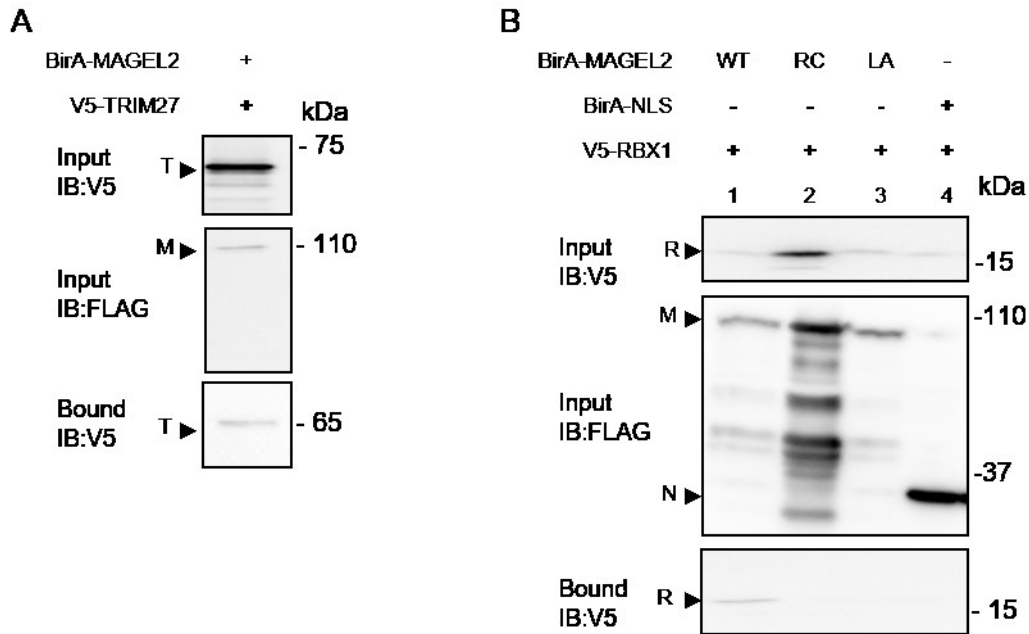 A
BirA-MAGEL2 +
V5-TRIM27 +
kDa
Input
IB:V5
T
- 75
Input
IB:FLAG
M
- 110
Bound
IB:V5
T
- 65
B
BirA-MAGEL2 WT RC LA -
BirA-NLS - - - +
V5-RBX1 + + + +
1 2 3 4 kDa
Input
IB:V5
R
-15
M
-110
Input
IB:FLAG
-37
N
Bound
IB:V5
R
- 15